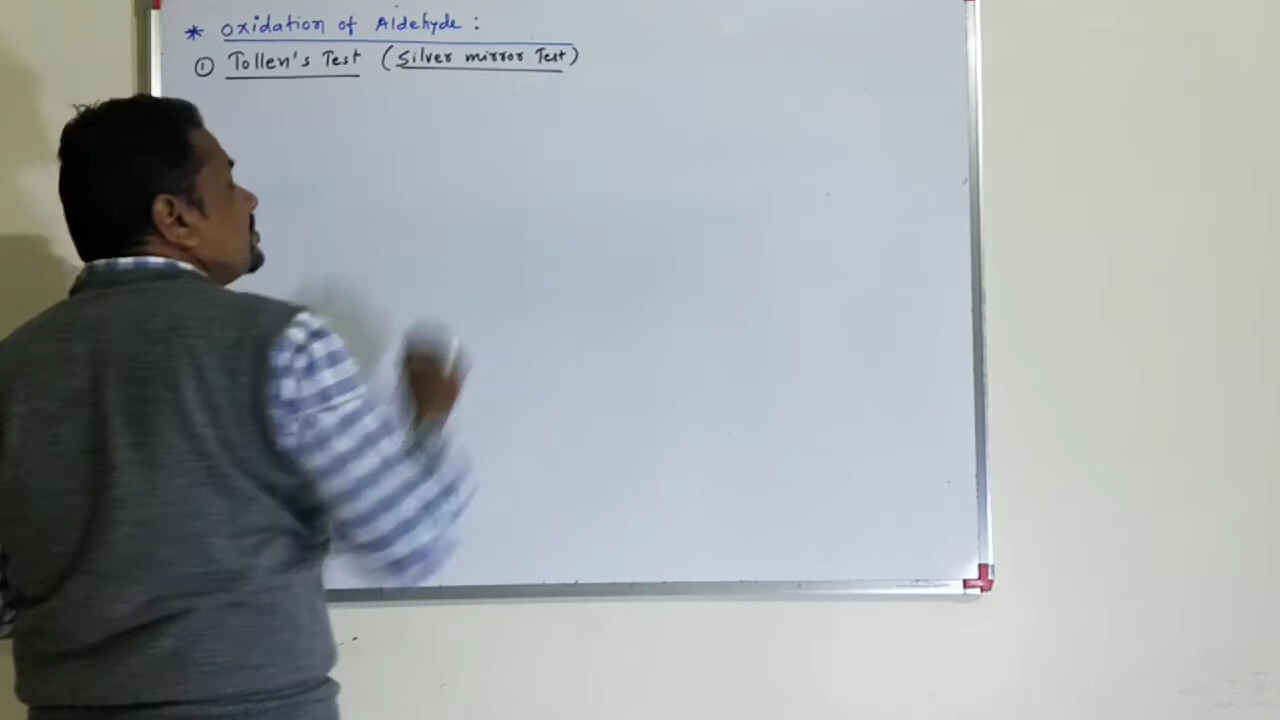 * Oxidation of Aldehyde :
① Tollen's Test (Silver mirror Test)